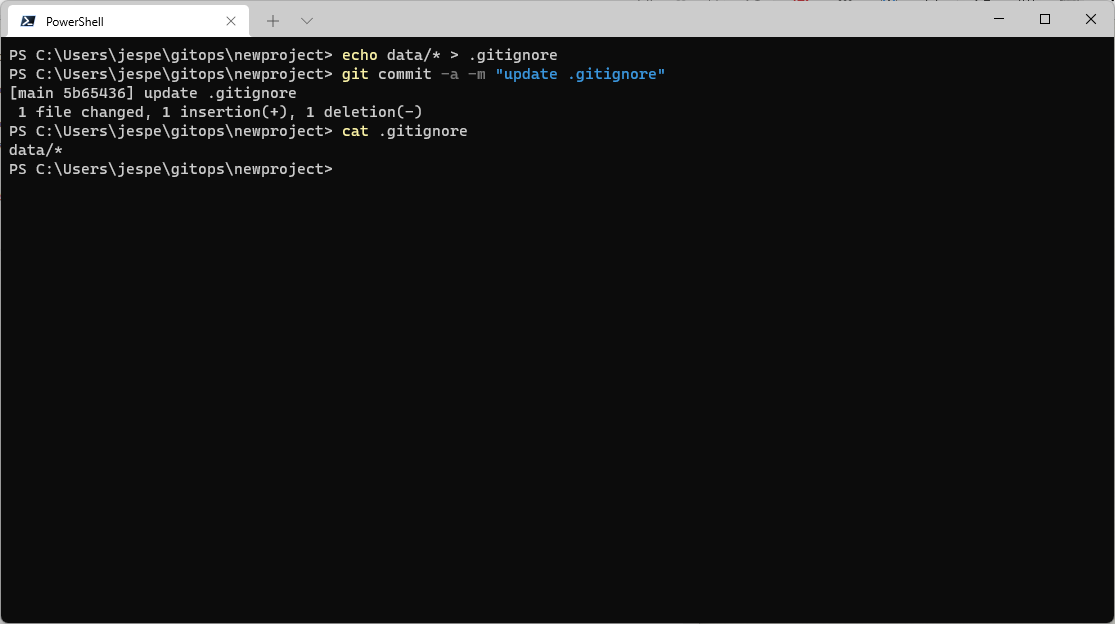 PowerShell
PS C:\Users\jespe\gitops\newproject> echo data/* > .gitignore
PS C:\Users\jespe\gitops\newproject> git commit -a -m "update .gitignore"
[main 5b65436] update .gitignore
 1 file changed, 1 insertion(+), 1 deletion(-)
PS C:\Users\jespe\gitops\newproject> cat .gitignore
data/*
PS C:\Users\jespe\gitops\newproject>